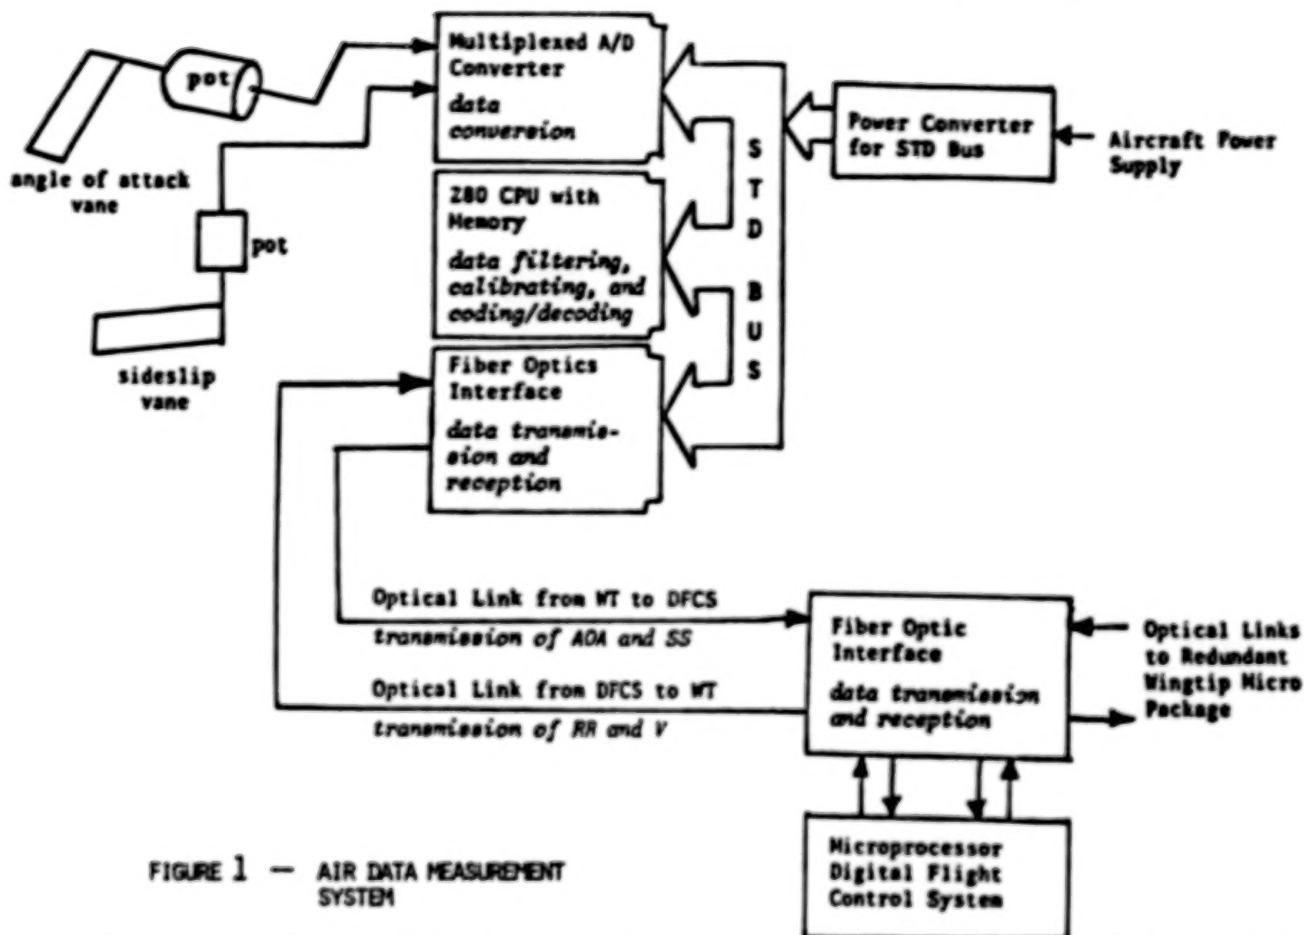 Multiplexed A/D
Converter
data
conversion
pot
angle of attack
vane
pot
sideslip
vane
Z80 CPU with
Memory
data filtering,
calibrating, and
coding/decoding
Fiber Optics
Interface
data transmis-
sion and
reception
STD BUS
Power Converter
for STD Bus
Aircraft Power
Supply
Optical Link from WT to DFCS
transmission of AOA and SS
Optical Link from DFCS to WT
transmission of RR and V
Fiber Optic
Interface
data transmission
and reception
Optical Links
to Redundant
Wingtip Micro
Package
Microprocessor
Digital Flight
Control System
FIGURE 1 — AIR DATA MEASUREMENT
SYSTEM